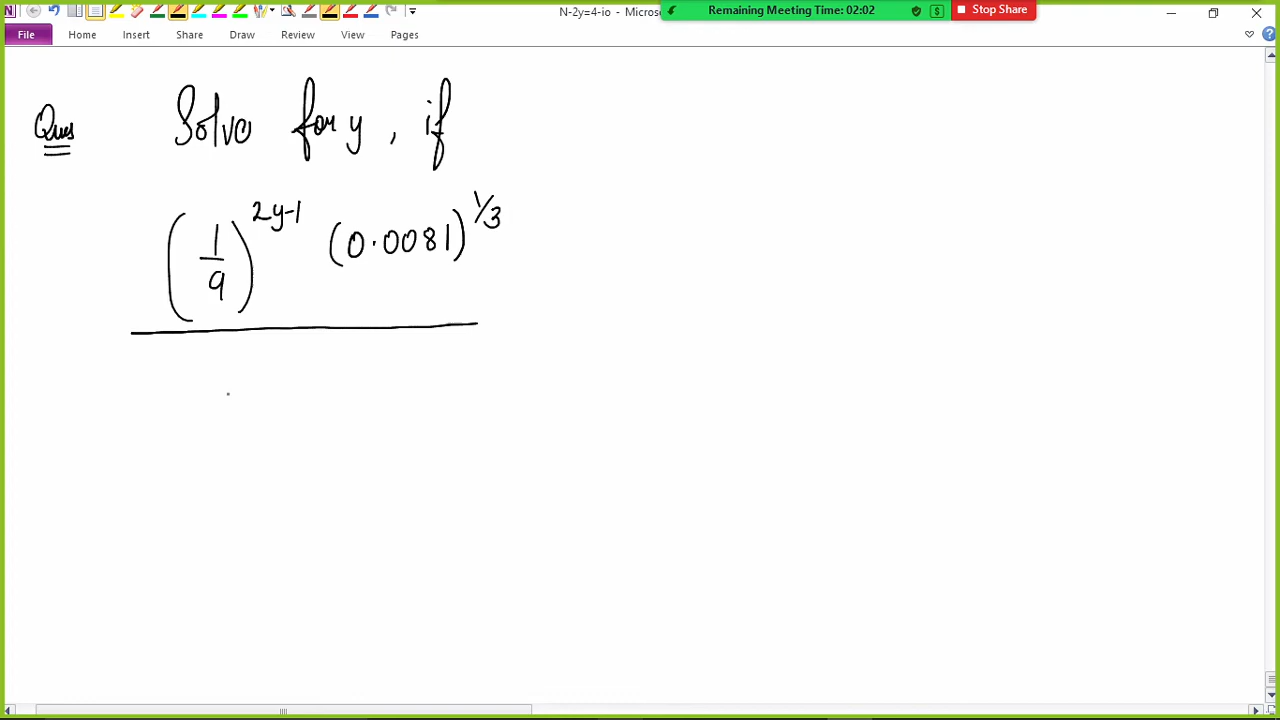 N-2y=4-io - Microso
Remaining Meeting Time: 02:02
Stop Share
File Home Insert Share Draw Review View Pages
Ques Solve for y, if
(1/9)^2y-1 (0.0081)^1/3